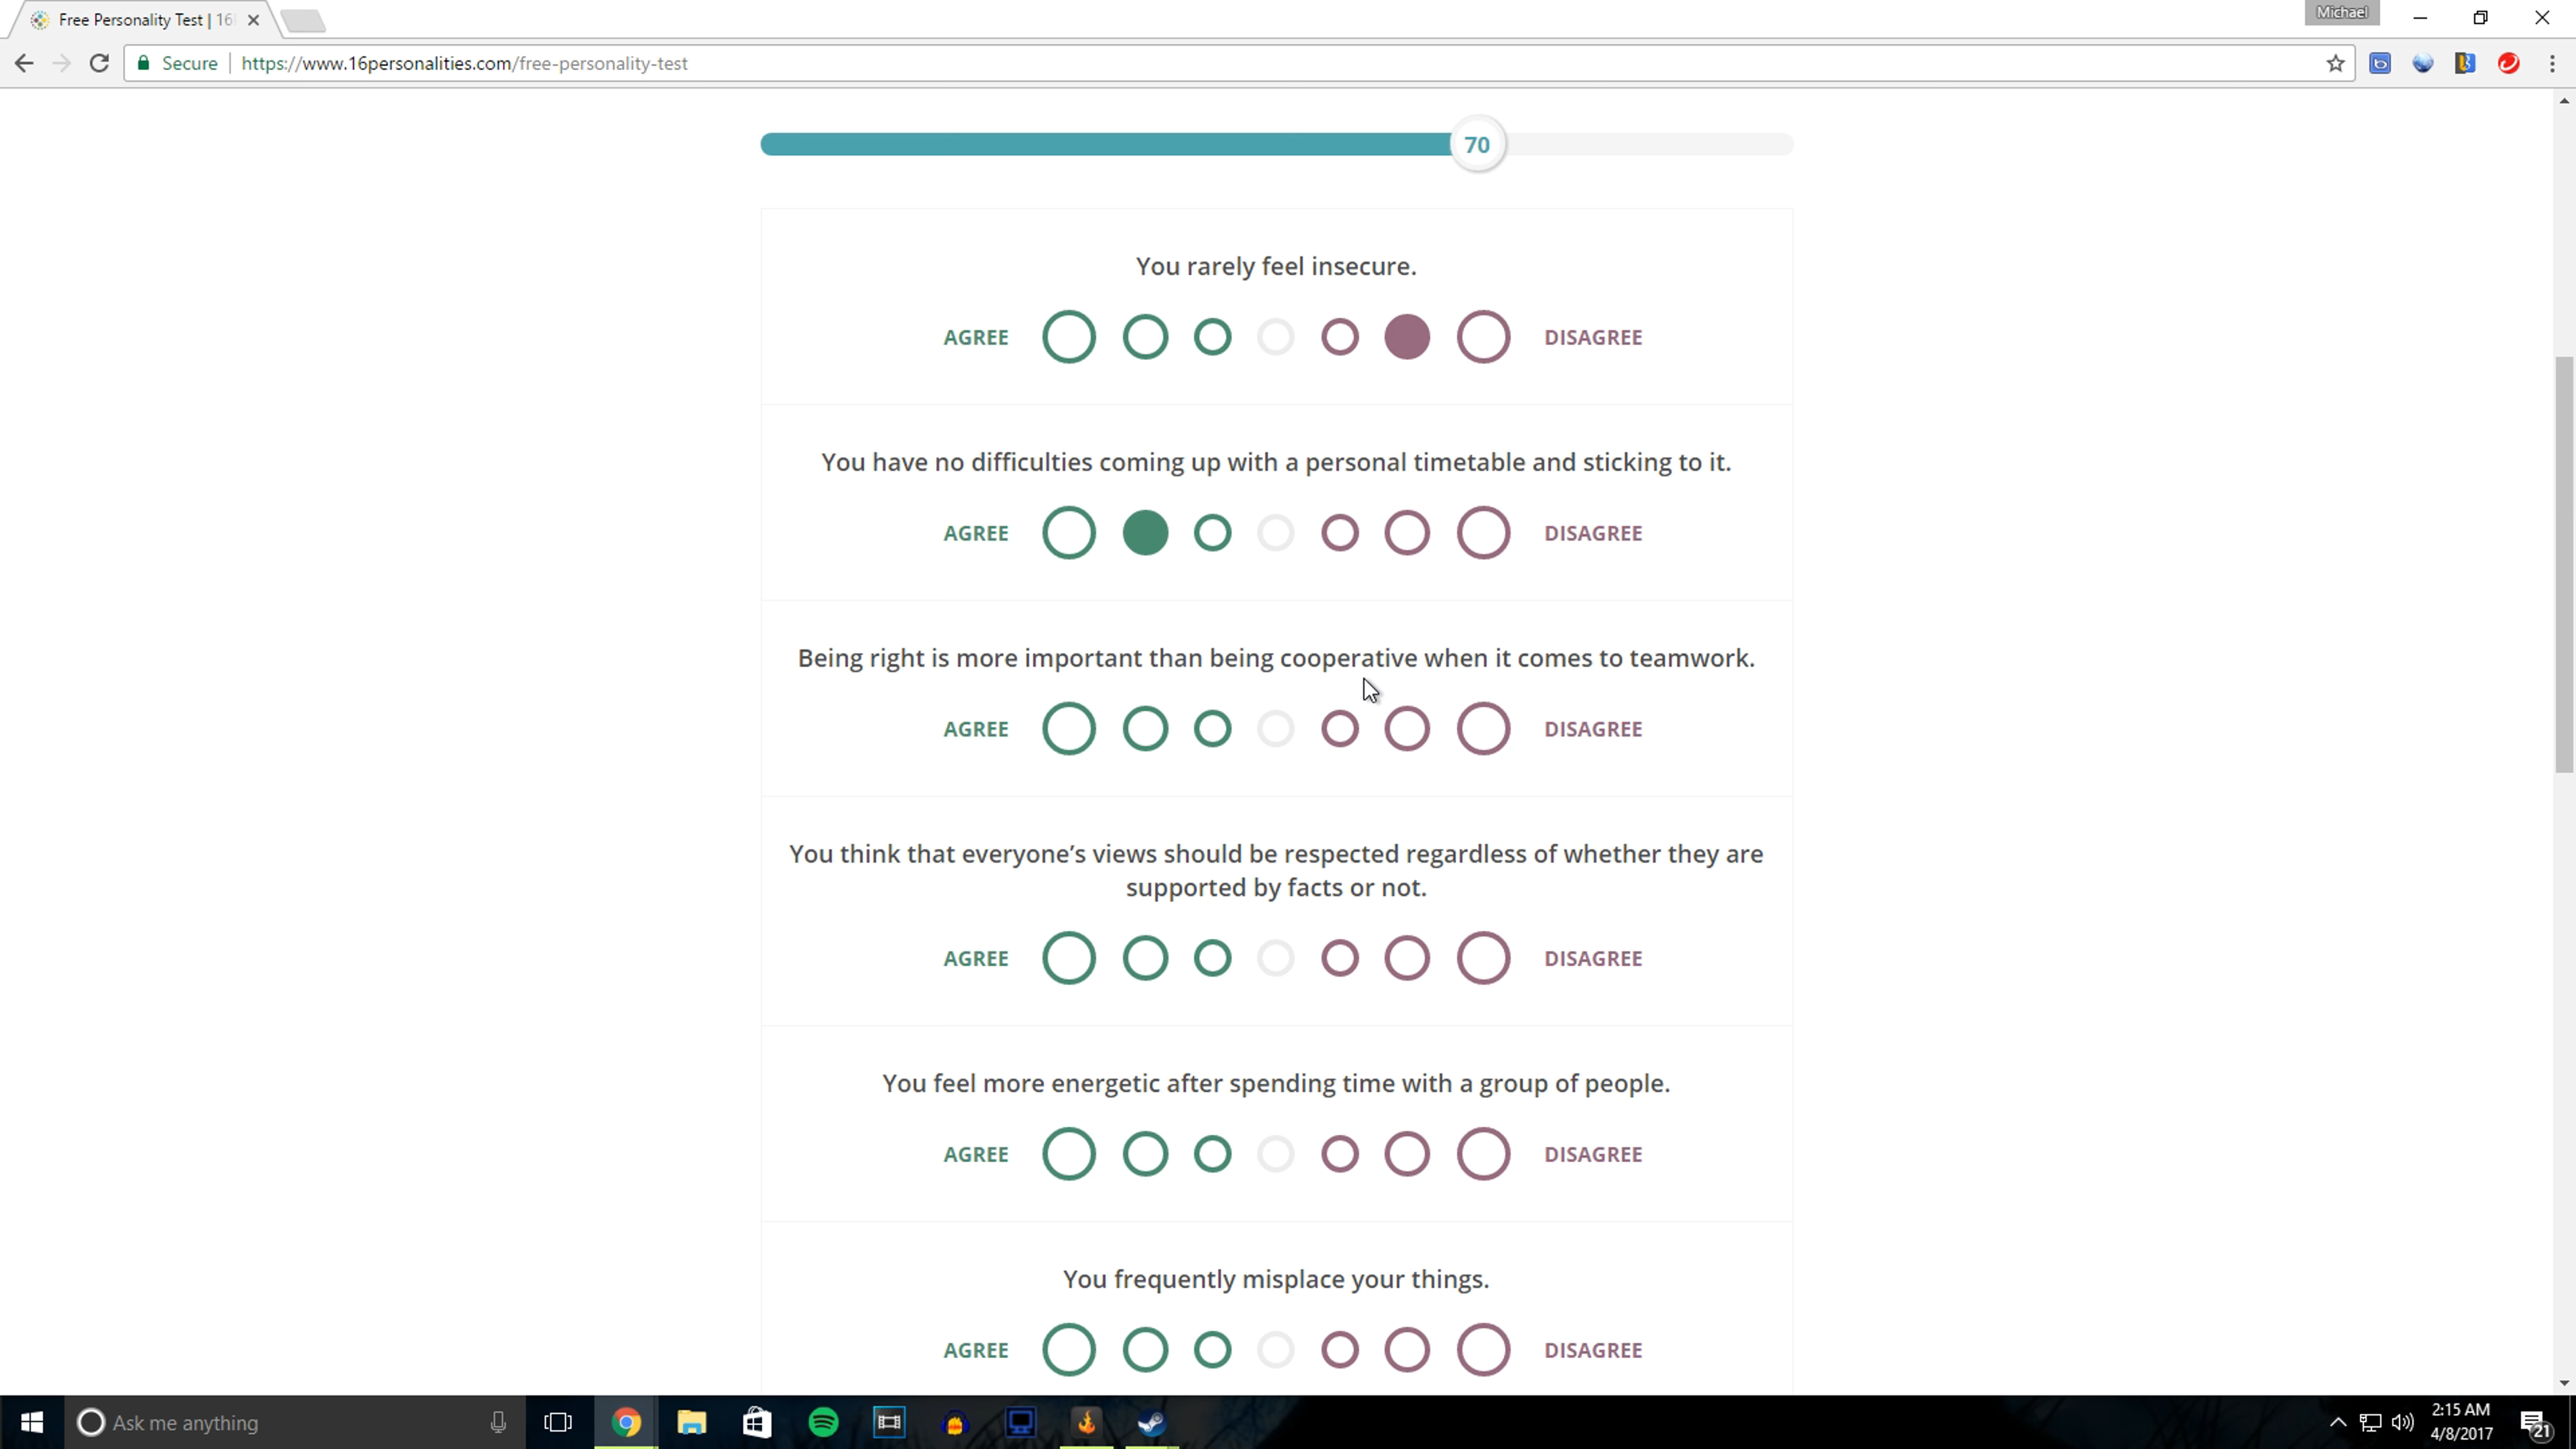 Free Personality Test | 16
Michael
Secure
https://www.16personalities.com/free-personality-test
70
You rarely feel insecure.
AGREE DISAGREE
You have no difficulties coming up with a personal timetable and sticking to it.
AGREE DISAGREE
Being right is more important than being cooperative when it comes to teamwork.
AGREE DISAGREE
You think that everyone’s views should be respected regardless of whether they are
supported by facts or not.
AGREE DISAGREE
You feel more energetic after spending time with a group of people.
AGREE DISAGREE
You frequently misplace your things.
AGREE DISAGREE
Ask me anything
2:15 AM
4/8/2017
21